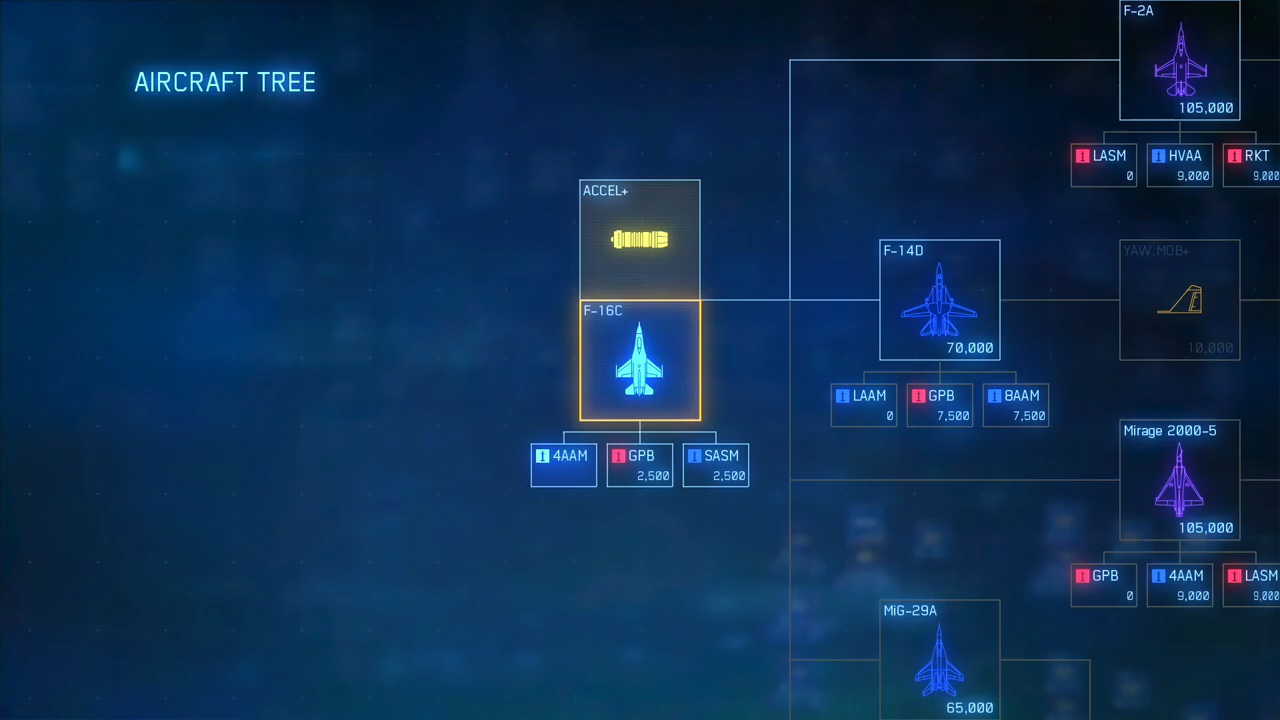 AIRCRAFT TREE
F-2A
105,000
LASM
0
HVAA
9,000
RKT
9,000
ACCEL+
F-16C
4AAM
GPB
2,500
SASM
2,500
F-14D
70,000
LAAM
0
GPB
7,500
8AAM
7,500
YAW.MOB+
10,000
Mirage 2000-5
105,000
GPB
0
4AAM
9,000
LASM
9,000
MiG-29A
65,000